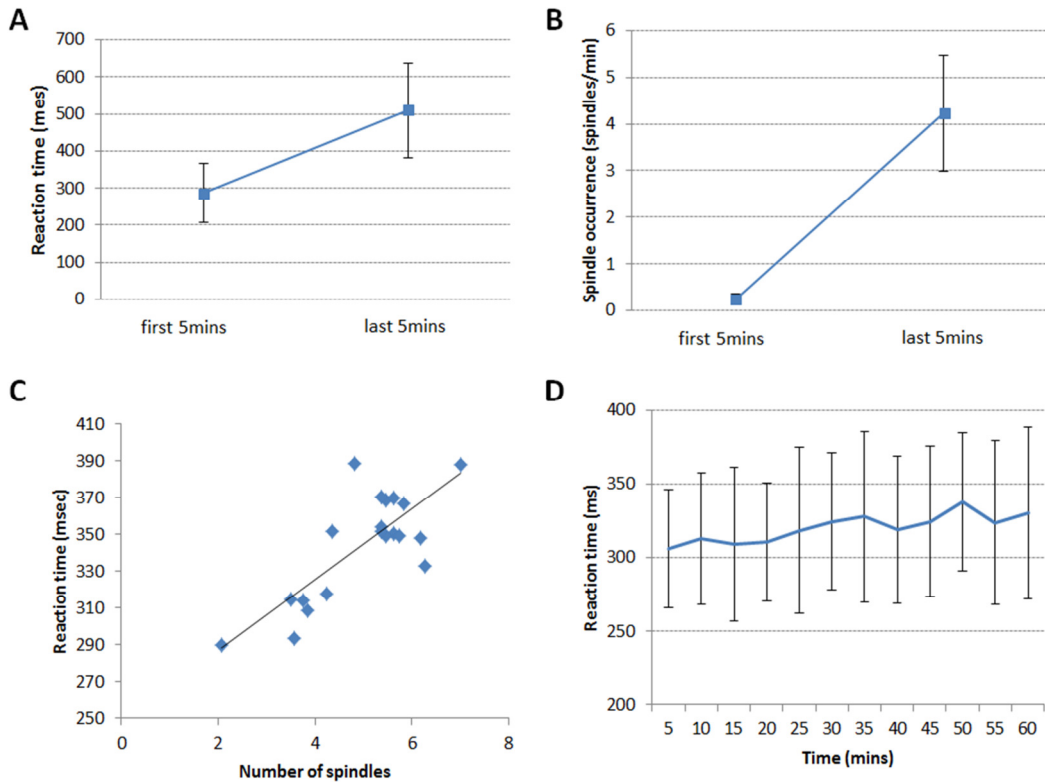 A
B
Reaction time (mes)
700
600
500
400
300
200
100
0
first 5mins
last 5mins
Spindle occurrence (spindles/min)
6
5
4
3
2
1
0
first 5mins
last 5mins
C
D
Reaction time (msec)
410
390
370
350
330
310
290
270
250
0 2 4 6 8
Number of spindles
Reaction time (ms)
400
350
300
250
200
5 10 15 20 25 30 35 40 45 50 55 60
Time (mins)